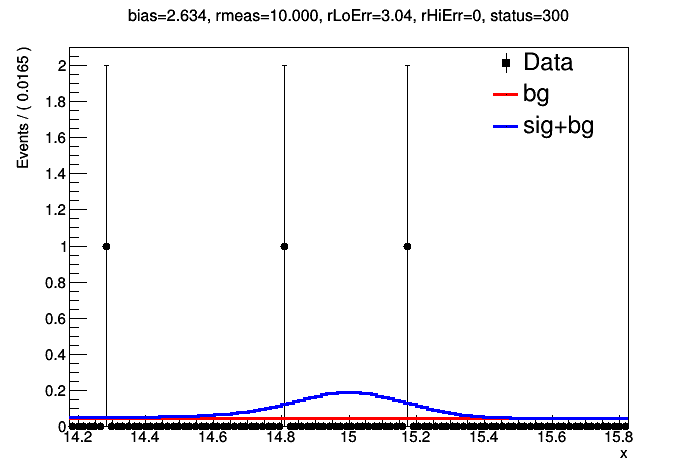 bias=2.634, rmeas=10.000, rLoErr=3.04, rHiErr=0, status=300
Events / ( 0.0165 )
Data
bg
sig+bg
2
1.8
1.6
1.4
1.2
1
0.8
0.6
0.4
0.2
0
14.2 14.4 14.6 14.8 15 15.2 15.4 15.6 15.8
x